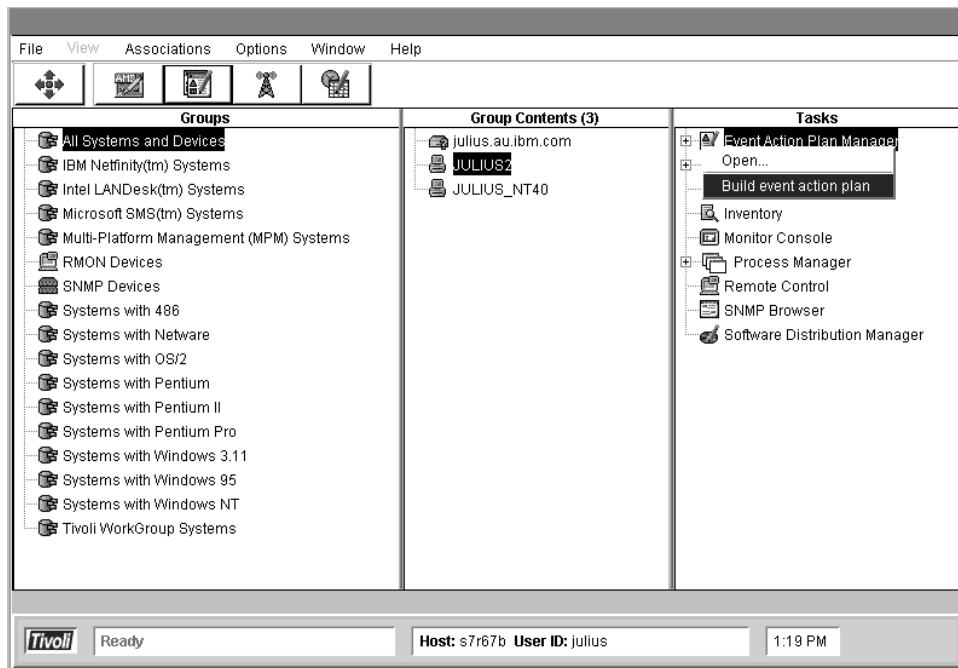 File View Associations Options Window Help
AMS
Groups
All Systems and Devices
IBM Netfinity(tm) Systems
Intel LANDesk(tm) Systems
Microsoft SMS(tm) Systems
Multi-Platform Management (MPM) Systems
RMON Devices
SNMP Devices
Systems with 486
Systems with Netware
Systems with OS/2
Systems with Pentium
Systems with Pentium II
Systems with Pentium Pro
Systems with Windows 3.11
Systems with Windows 95
Systems with Windows NT
Tivoli WorkGroup Systems
Group Contents (3)
julius.au.ibm.com
JULIUS2
JULIUS_NT40
Tasks
Event Action Plan Manager
Open...
Build event action plan
Inventory
Monitor Console
Process Manager
Remote Control
SNMP Browser
Software Distribution Manager
Tivoli Ready Host: s7r67b User ID: julius 1:19 PM